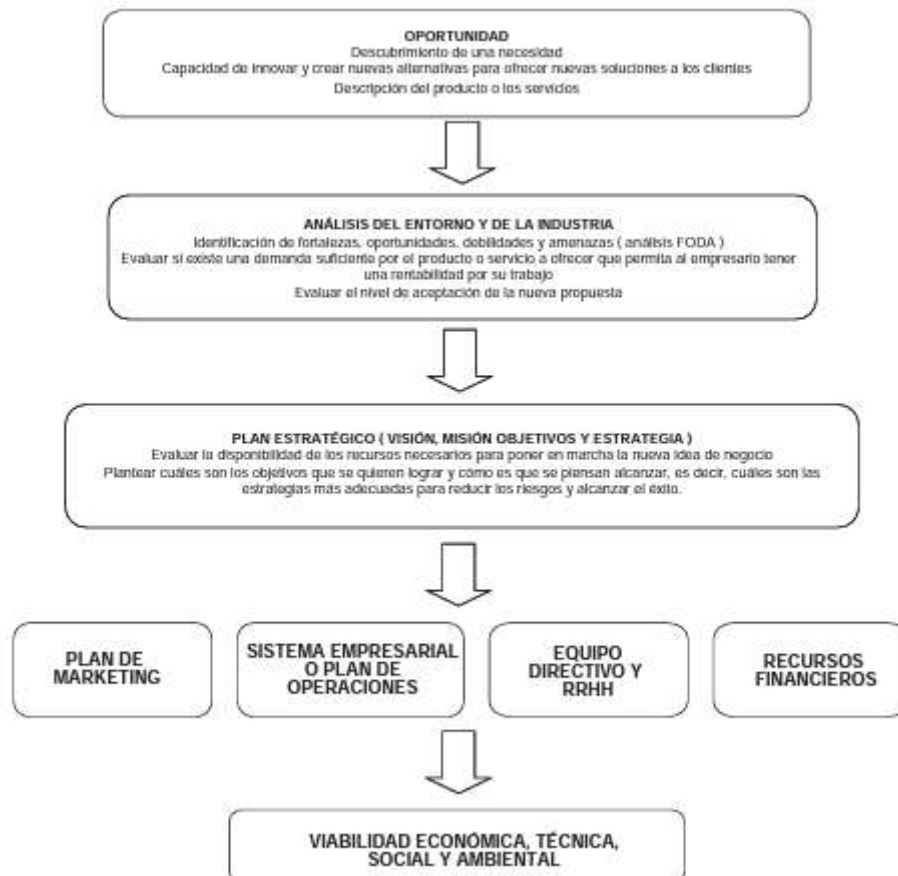 OPORTUNIDAD
Descubrimiento de una necesidad
Capacidad de innovar y crear nuevas alternativas para ofrecer nuevas soluciones a los clientes
Descripción del producto o los servicios
ANÁLISIS DEL ENTORNO Y DE LA INDUSTRIA
Identificación de fortalezas, oportunidades, debilidades y amenazas ( análisis FODA )
Evaluar si existe una demanda suficiente por el producto o servicio a ofrecer que permita al empresario tener
una rentabilidad por su trabajo
Evaluar el nivel de aceptación de la nueva propuesta
PLAN ESTRATÉGICO ( VISIÓN, MISIÓN OBJETIVOS Y ESTRATEGIA )
Evaluar la disponibilidad de los recursos necesarios para poner en marcha la nueva idea de negocio
Plantear cuáles son los objetivos que se quieren lograr y cómo es que se piensan alcanzar, es decir, cuáles son las
estrategias más adecuadas para reducir los riesgos y alcanzar el éxito.
PLAN DE
MARKETING
SISTEMA EMPRESARIAL
O PLAN DE
OPERACIONES
EQUIPO
DIRECTIVO Y
RRHH
RECURSOS
FINANCIEROS
VIABILIDAD ECONÓMICA, TÉCNICA,
SOCIAL Y AMBIENTAL